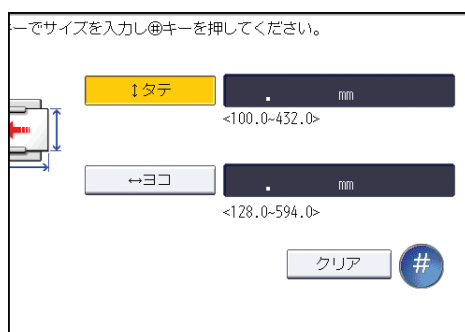 ーでサイズを入力し#キーを押してください。
↕タテ
. mm
<100.0~432.0>
↔ヨコ
. mm
<128.0~594.0>
クリア
#